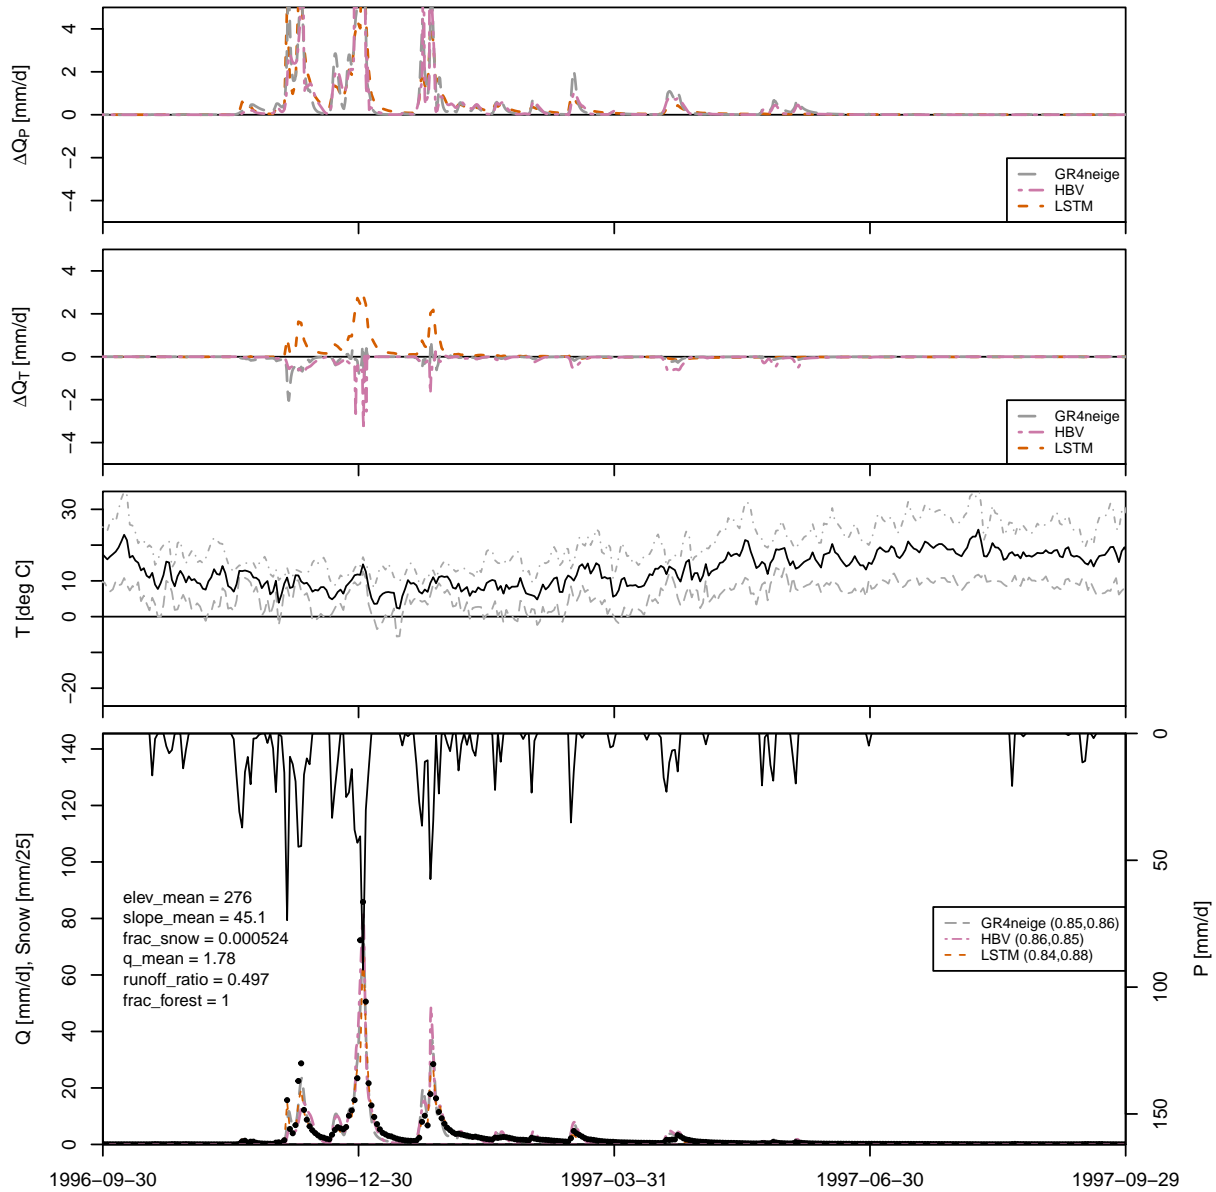 ΔQP [mm/d]
4
2
0
−2
−4
GR4neige
HBV
LSTM
ΔQT [mm/d]
4
2
0
−2
−4
GR4neige
HBV
LSTM
T [deg C]
30
10
0
−20
Q [mm/d], Snow [mm/25]
140
120
100
80
60
40
20
0
elev_mean = 276
slope_mean = 45.1
frac_snow = 0.000524
q_mean = 1.78
runoff_ratio = 0.497
frac_forest = 1
GR4neige (0.85,0.86)
HBV (0.86,0.85)
LSTM (0.84,0.88)
0
50
100
150
P [mm/d]
1996−09−30
1996−12−30
1997−03−31
1997−06−30
1997−09−29